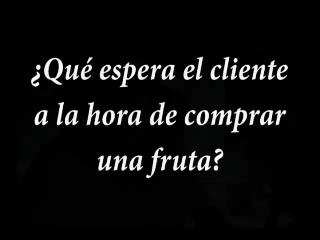 ¿Qué espera el cliente
a la hora de comprar
una fruta?